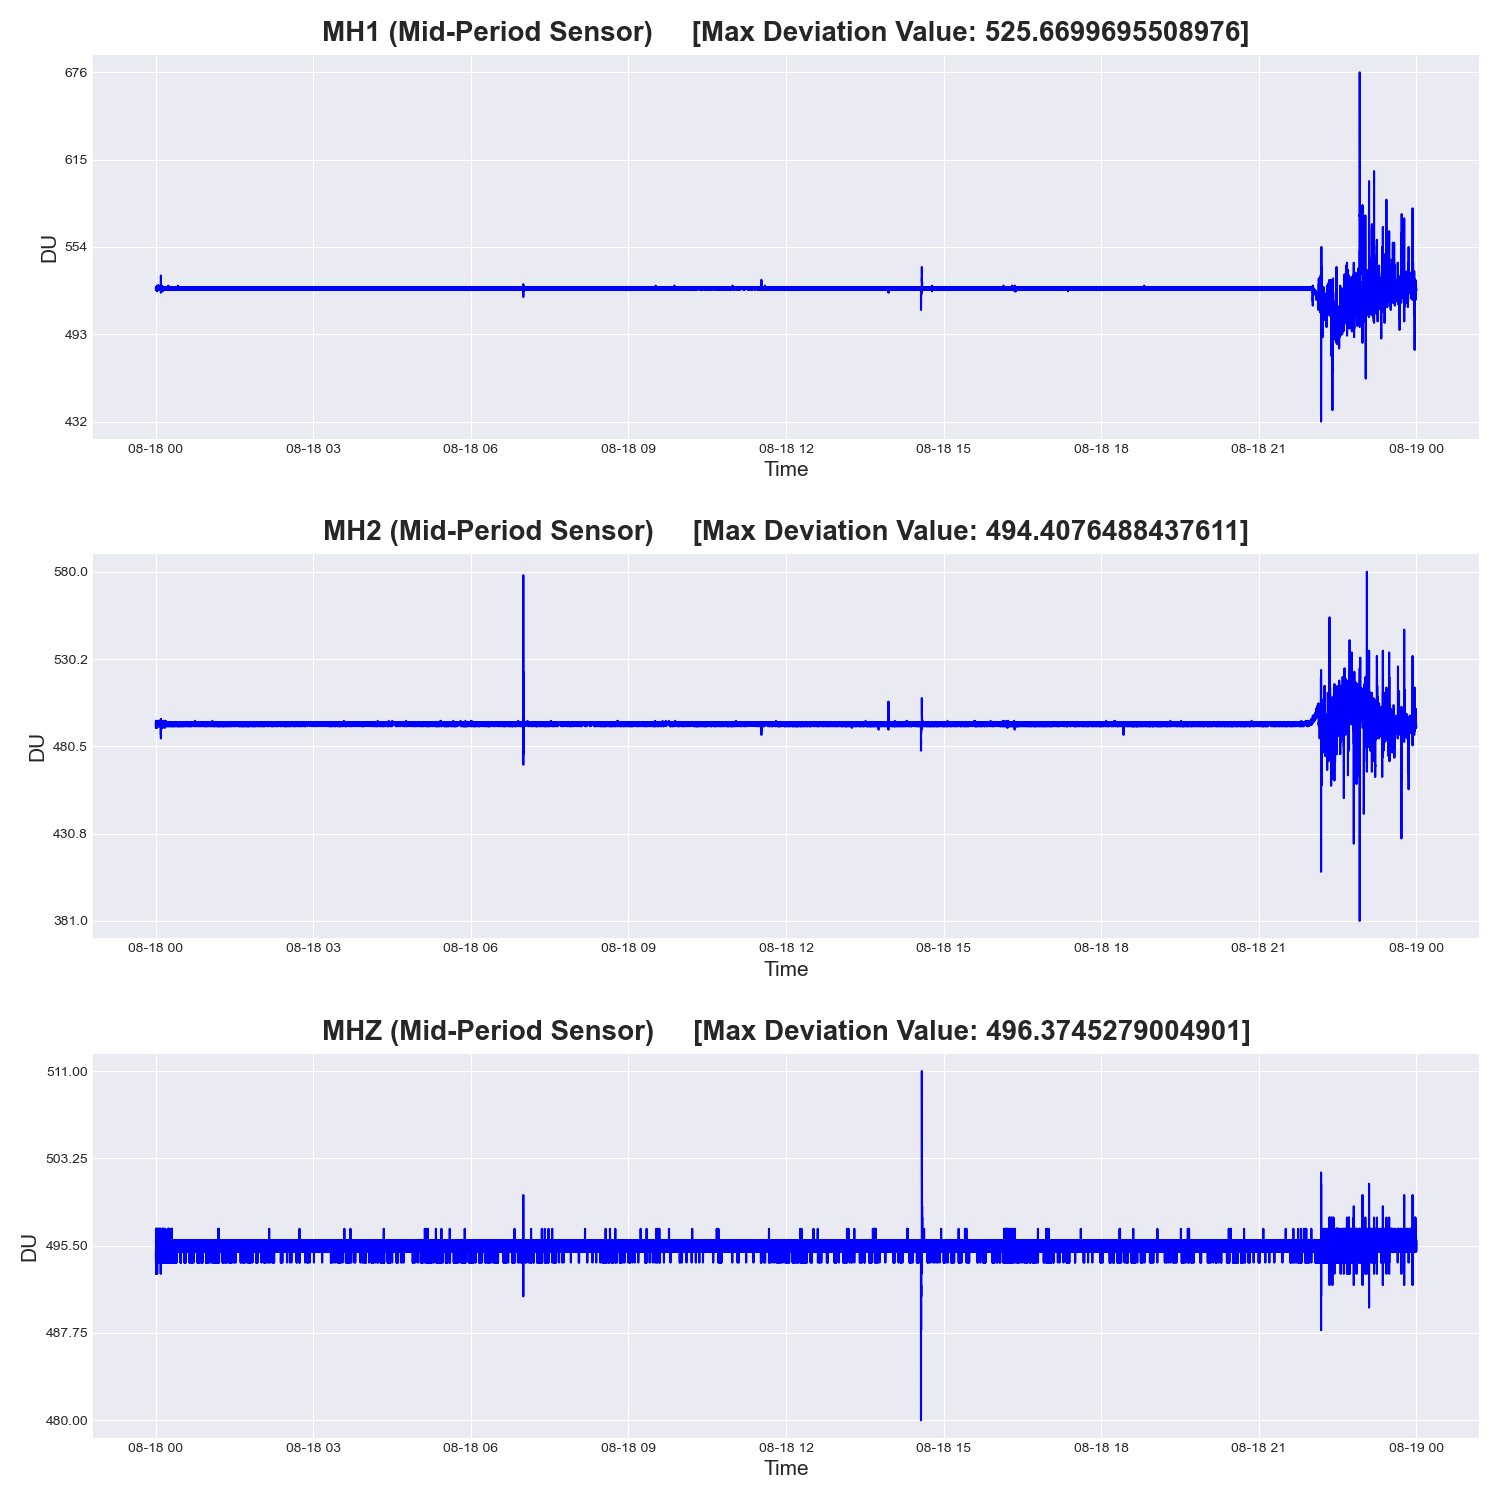 MH1 (Mid-Period Sensor) [Max Deviation Value: 525.6699695508976]
676
615
554
493
432
DU
08-18 00 08-18 03 08-18 06 08-18 09 08-18 12 08-18 15 08-18 18 08-18 21 08-19 00
Time
MH2 (Mid-Period Sensor) [Max Deviation Value: 494.4076488437611]
580.0
530.2
480.5
430.8
381.0
DU
08-18 00 08-18 03 08-18 06 08-18 09 08-18 12 08-18 15 08-18 18 08-18 21 08-19 00
Time
MHZ (Mid-Period Sensor) [Max Deviation Value: 496.3745279004901]
511.00
503.25
495.50
487.75
480.00
DU
08-18 00 08-18 03 08-18 06 08-18 09 08-18 12 08-18 15 08-18 18 08-18 21 08-19 00
Time